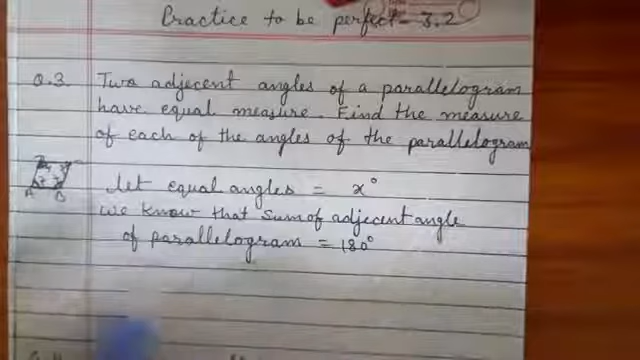 Practice to be perfect - 3.2
Q.3 Two adjecent angles of a parallelogram
have equal measure. Find the measure
of each of the angles of the parallelogram
Let equal angles = x°
We know that sum of adjecent angle
of parallelogram = 180°
A B